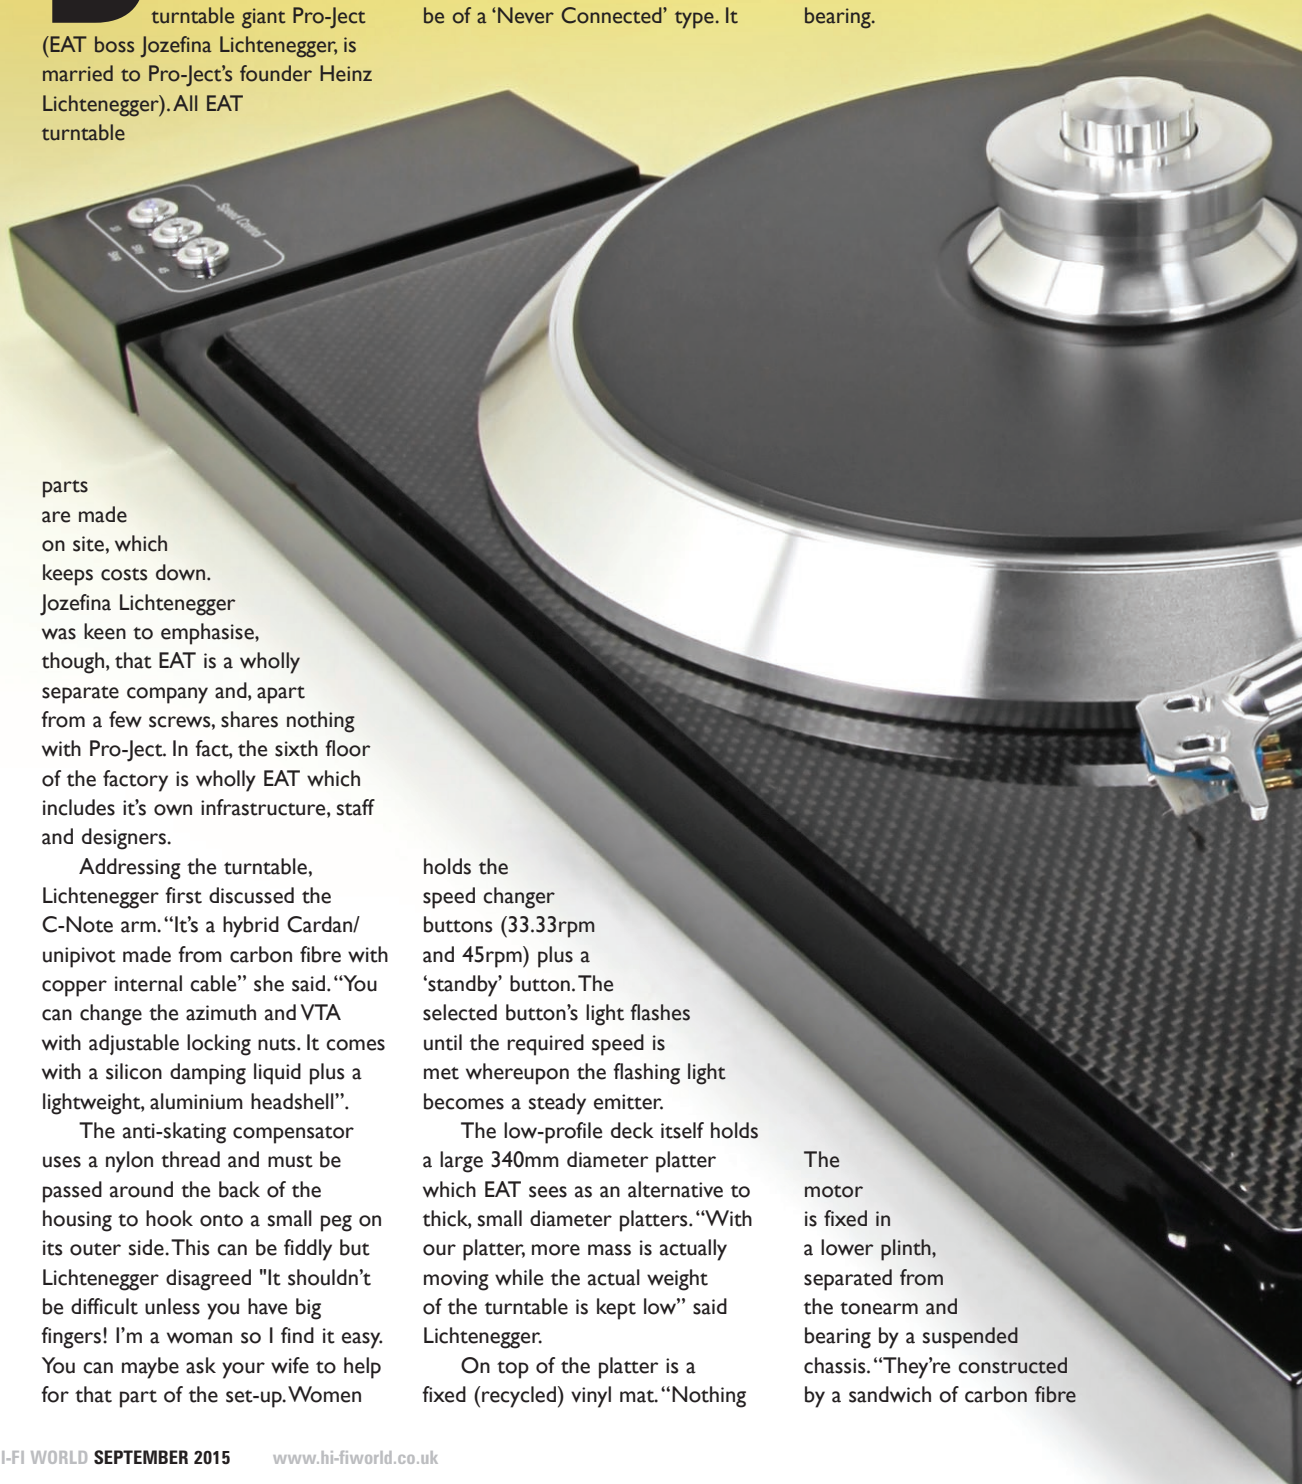 turntable giant Pro-Ject
(EAT boss Jozefina Lichtenegger, is
married to Pro-Ject's founder Heinz
Lichtenegger). All EAT
turntable
parts
are made
on site, which
keeps costs down.
Jozefina Lichtenegger
was keen to emphasise,
though, that EAT is a wholly
separate company and, apart
from a few screws, shares nothing
with Pro-Ject. In fact, the sixth floor
of the factory is wholly EAT which
includes it's own infrastructure, staff
and designers.
Addressing the turntable,
Lichtenegger first discussed the
C-Note arm. “It's a hybrid Cardan/
unipivot made from carbon fibre with
copper internal cable” she said. “You
can change the azimuth and VTA
with adjustable locking nuts. It comes
with a silicon damping liquid plus a
lightweight, aluminium headshell”.
The anti-skating compensator
uses a nylon thread and must be
passed around the back of the
housing to hook onto a small peg on
its outer side. This can be fiddly but
Lichtenegger disagreed "It shouldn't
be difficult unless you have big
fingers! I'm a woman so I find it easy.
You can maybe ask your wife to help
for that part of the set-up. Women
be of a ‘Never Connected’ type. It
holds the
speed changer
buttons (33.33rpm
and 45rpm) plus a
‘standby’ button. The
selected button's light flashes
until the required speed is
met whereupon the flashing light
becomes a steady emitter.
The low-profile deck itself holds
a large 340mm diameter platter
which EAT sees as an alternative to
thick, small diameter platters. “With
our platter, more mass is actually
moving while the actual weight
of the turntable is kept low” said
Lichtenegger.
On top of the platter is a
fixed (recycled) vinyl mat. “Nothing
bearing.
The
motor
is fixed in
a lower plinth,
separated from
the tonearm and
bearing by a suspended
chassis. “They're constructed
by a sandwich of carbon fibre
Speed Control
45
I-FI WORLD SEPTEMBER 2015 www.hi-fiworld.co.uk